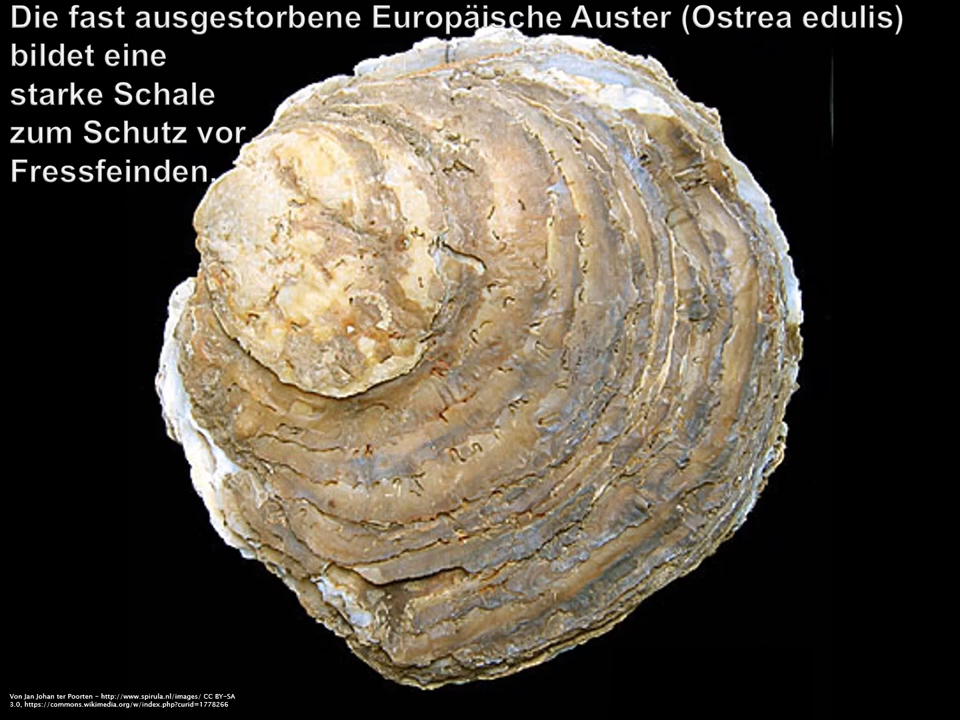 Die fast ausgestorbene Europäische Auster (Ostrea edulis)
bildet eine
starke Schale
zum Schutz vor
Fressfeinden.
Von Jan Johan ter Poorten - http://www.spirula.nl/images/ CC BY-SA
3.0, https://commons.wikimedia.org/w/index.php?curid=1778266